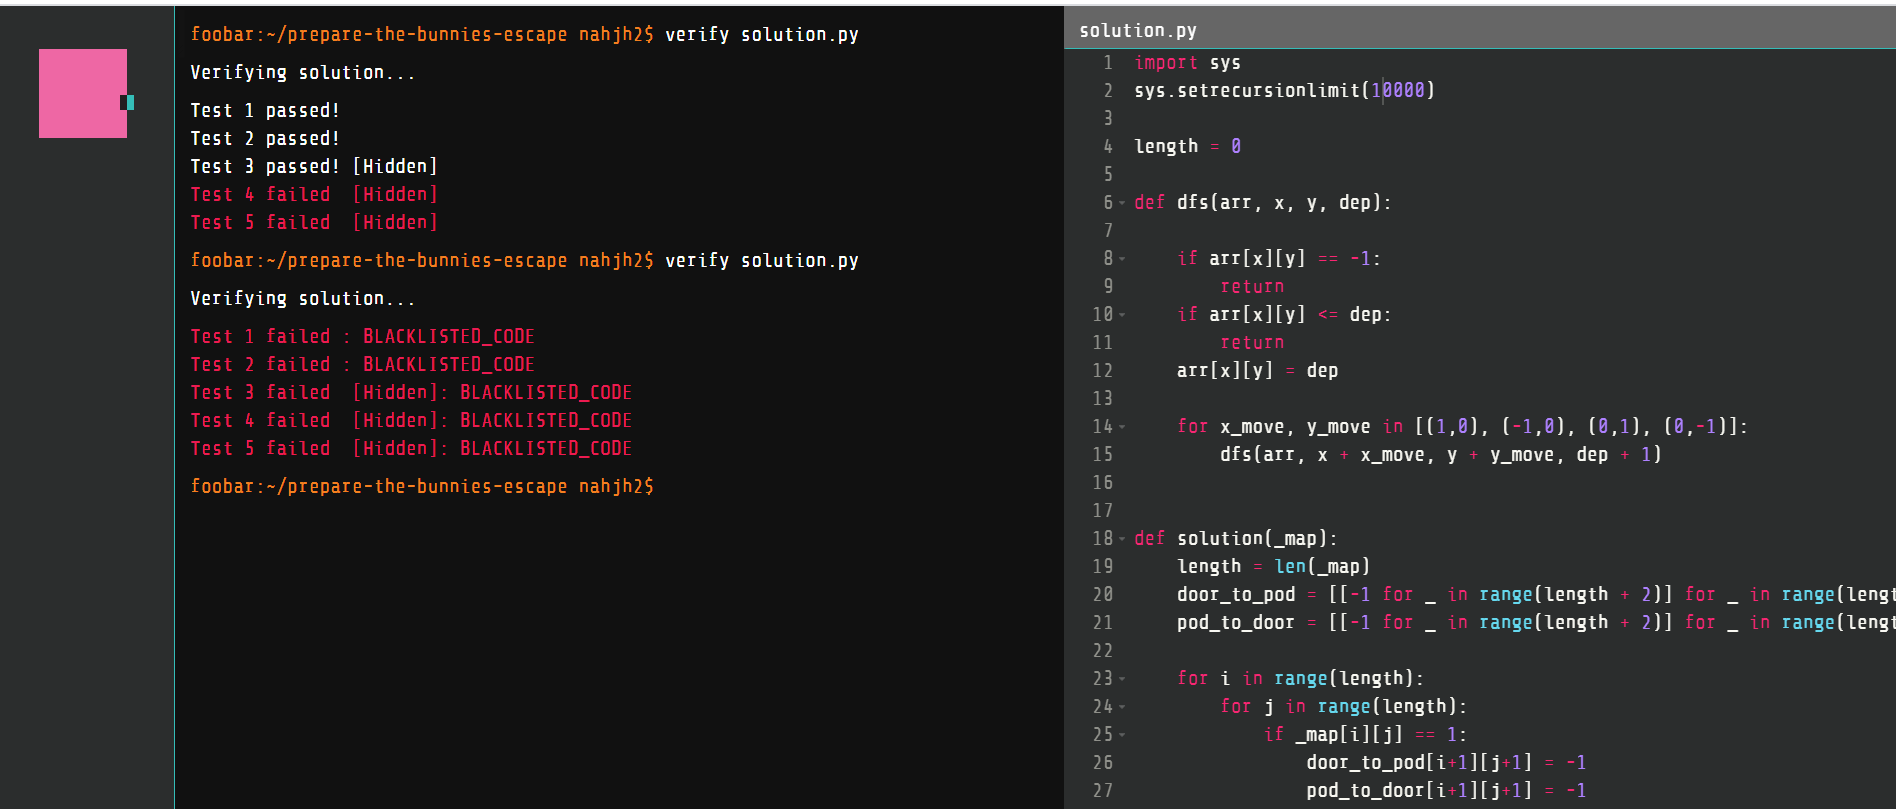 foobar:~/prepare-the-bunnies-escape nahjh2$ verify solution.py
Verifying solution...
Test 1 passed!
Test 2 passed!
Test 3 passed! [Hidden]
Test 4 failed  [Hidden]
Test 5 failed  [Hidden]
foobar:~/prepare-the-bunnies-escape nahjh2$ verify solution.py
Verifying solution...
Test 1 failed : BLACKLISTED_CODE
Test 2 failed : BLACKLISTED_CODE
Test 3 failed  [Hidden]: BLACKLISTED_CODE
Test 4 failed  [Hidden]: BLACKLISTED_CODE
Test 5 failed  [Hidden]: BLACKLISTED_CODE
foobar:~/prepare-the-bunnies-escape nahjh2$
solution.py
1 import sys
2 sys.setrecursionlimit(10000)
3
4 length = 0
5
6 def dfs(arr, x, y, dep):
7
8     if arr[x][y] == -1:
9         return
10     if arr[x][y] <= dep:
11         return
12     arr[x][y] = dep
13
14     for x_move, y_move in [(1,0), (-1,0), (0,1), (0,-1)]:
15         dfs(arr, x + x_move, y + y_move, dep + 1)
16
17
18 def solution(_map):
19     length = len(_map)
20     door_to_pod = [[-1 for _ in range(length + 2)] for _ in range(lengt
21     pod_to_door = [[-1 for _ in range(length + 2)] for _ in range(lengt
22
23     for i in range(length):
24         for j in range(length):
25             if _map[i][j] == 1:
26                 door_to_pod[i+1][j+1] = -1
27                 pod_to_door[i+1][j+1] = -1